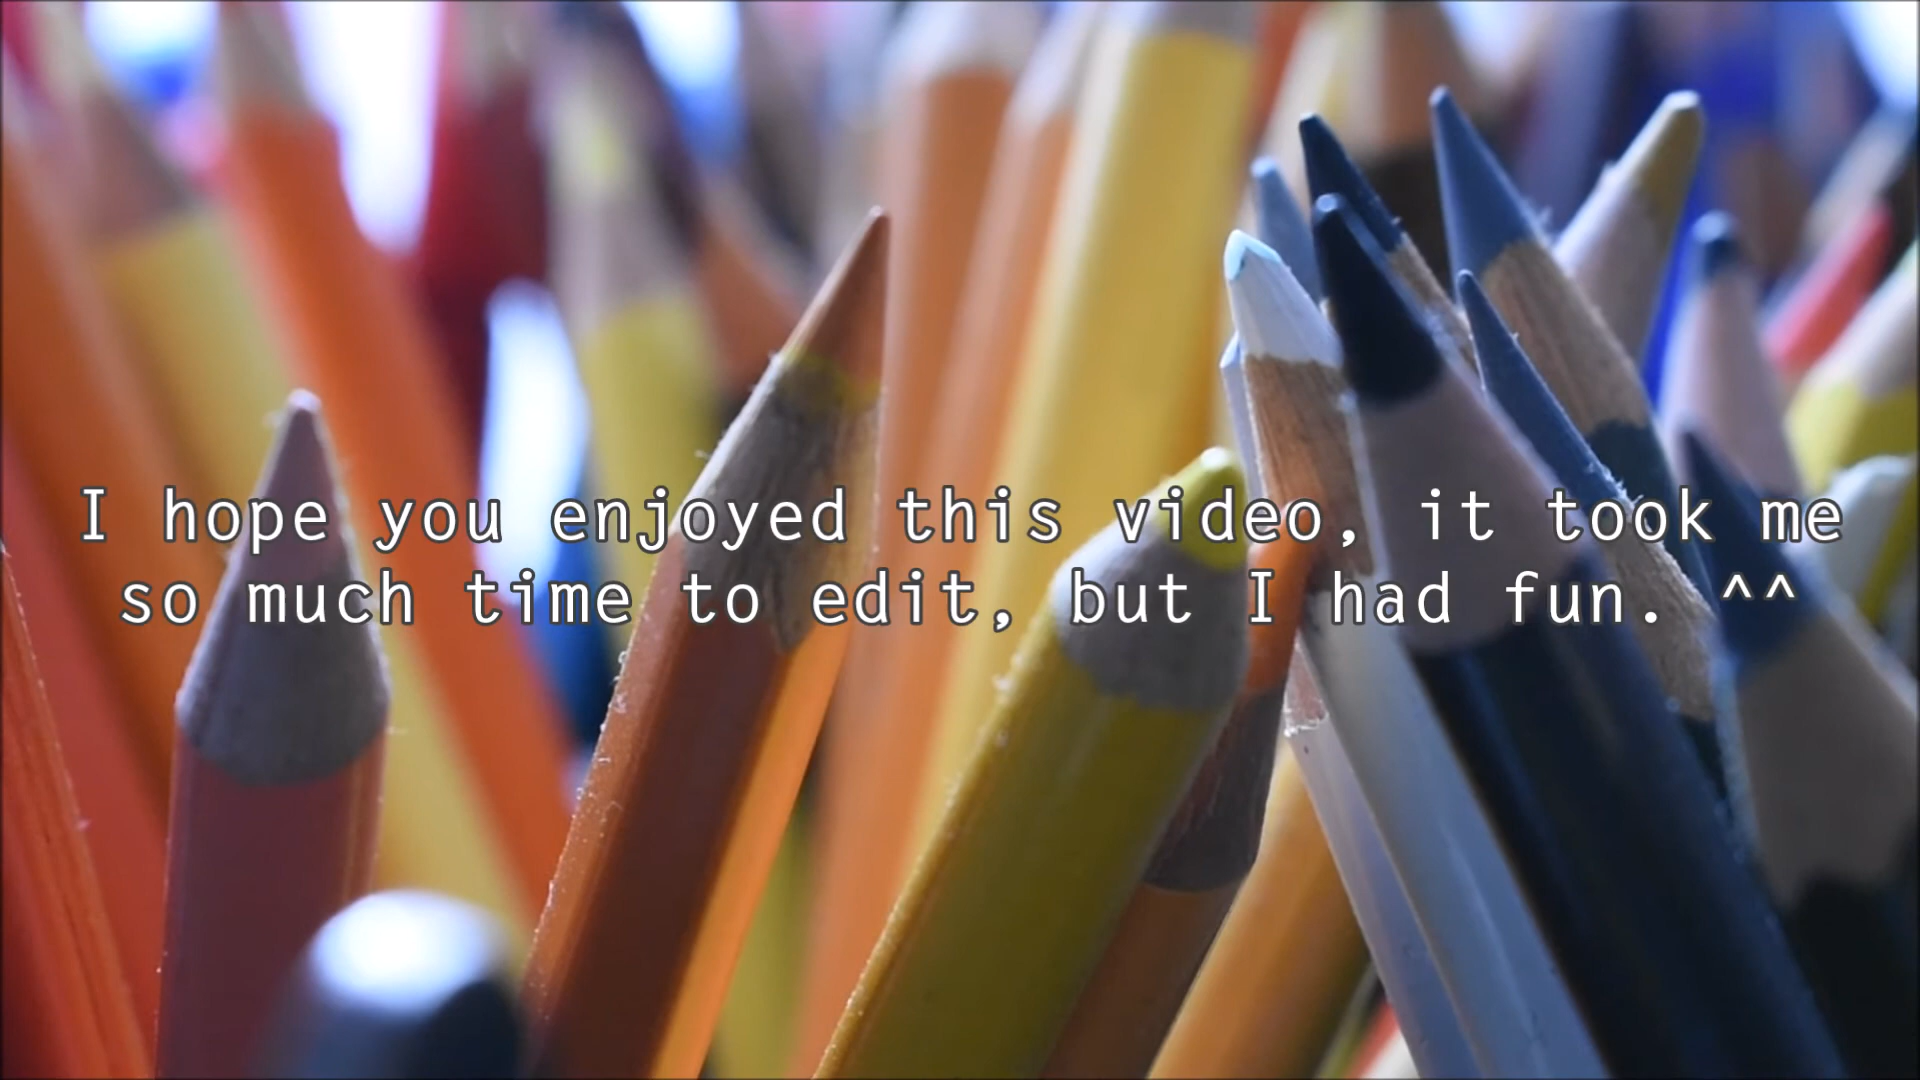 I hope you enjoyed this video, it took me
so much time to edit, but I had fun. ^^